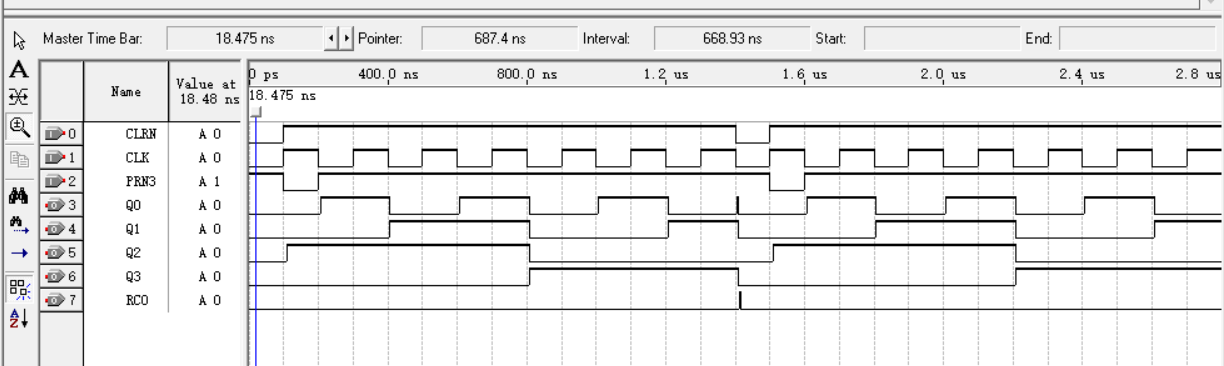 Master Time Bar: 18.475 ns Pointer: 687.4 ns Interval: 668.93 ns Start: End:
Name Value at 18.48 ns
0 ps 400.0 ns 800.0 ns 1.2 us 1.6 us 2.0 us 2.4 us 2.8 us
18.475 ns
0 CLRN A 0
1 CLK A 0
2 PRN3 A 1
3 Q0 A 0
4 Q1 A 0
5 Q2 A 0
6 Q3 A 0
7 RCO A 0